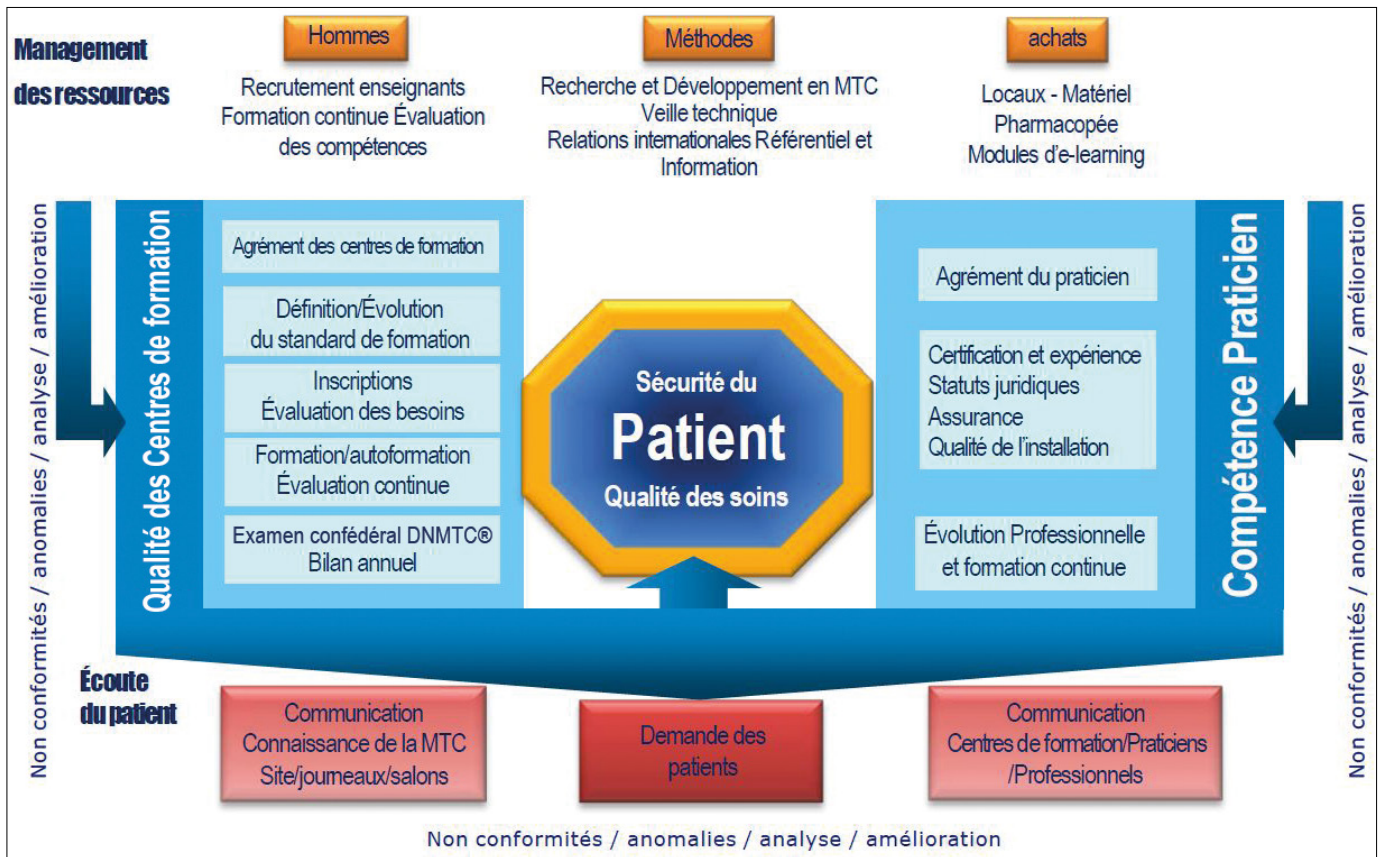 Management
des ressources
Hommes
Recrutement enseignants
Formation continue Évaluation
des compétences
Méthodes
Recherche et Développement en MTC
Veille technique
Relations internationales Référentiel et
Information
achats
Locaux - Matériel
Pharmacopée
Modules d'e-learning
Non conformités / anomalies / analyse / amélioration
Qualité des Centres de formation
Agrément des centres de formation
Définition/Évolution
du standard de formation
Inscriptions
Évaluation des besoins
Formation/autoformation
Évaluation continue
Examen confédéral DNMTC®
Bilan annuel
Sécurité du
Patient
Qualité des soins
Agrément du praticien
Certification et expérience
Statuts juridiques
Assurance
Qualité de l'installation
Évolution Professionnelle
et formation continue
Compétence Praticien
Non conformités / anomalies / analyse / amélioration
Écoute
du patient
Communication
Connaissance de la MTC
Site/journeaux/salons
Demande des
patients
Communication
Centres de formation/Praticiens
/Professionnels
Non conformités / anomalies / analyse / amélioration